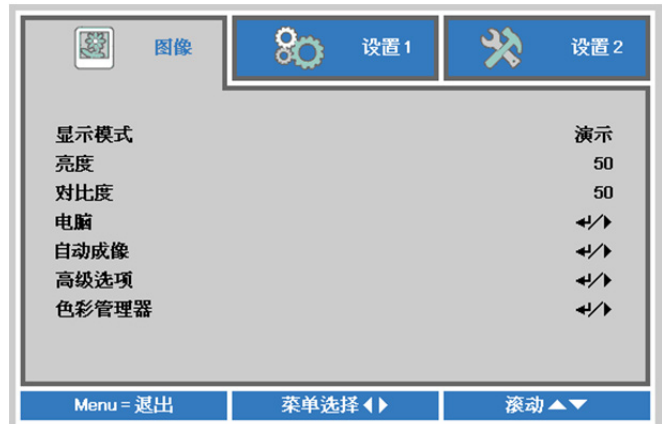 图像 设置1 设置2
显示模式 演示
亮度 50
对比度 50
电脑 ↵/▶
自动成像 ↵/▶
高级选项 ↵/▶
色彩管理器 ↵/▶
Menu = 退出 菜单选择 ◀▶ 滚动 ▲▼